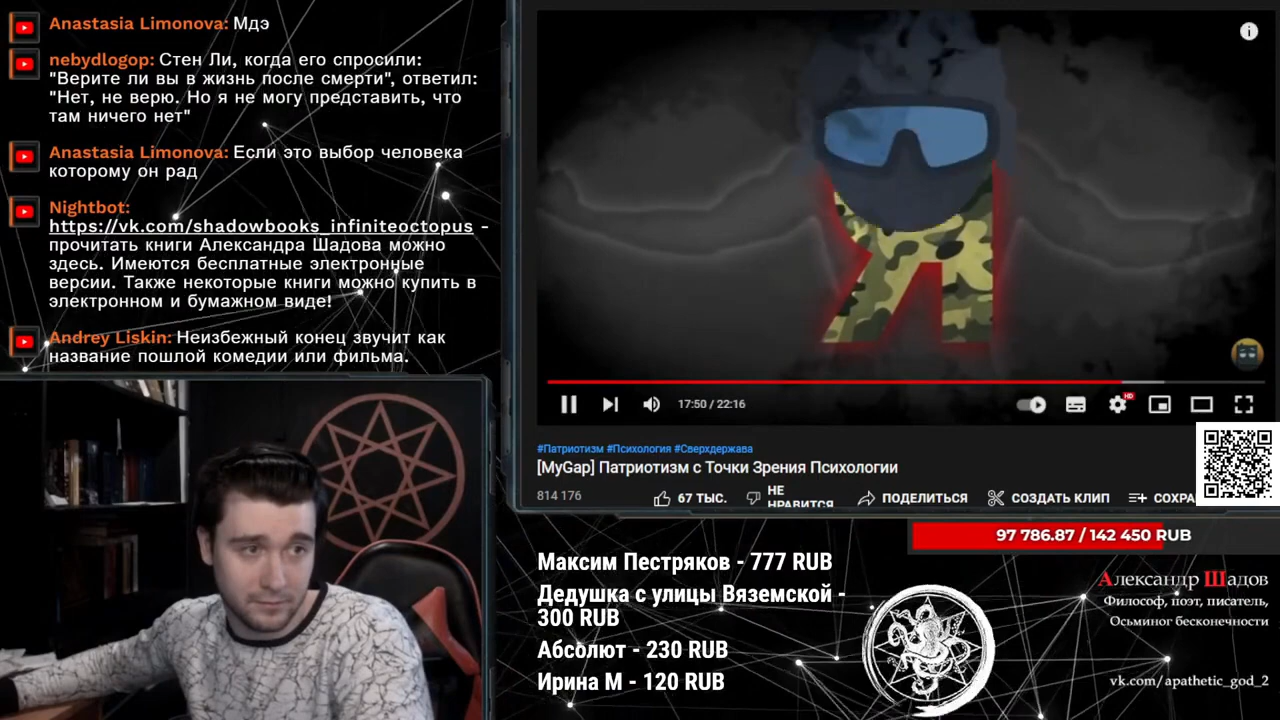 Anastasia Limonova: Мдэ
nebydlogop: Стен Ли, когда его спросили:
"Верите ли вы в жизнь после смерти", ответил:
"Нет, не верю. Но я не могу представить, что
там ничего нет"
Anastasia Limonova: Если это выбор человека
которому он рад
Nightbot:
https://vk.com/shadowbooks_infiniteoctopus -
прочитать книги Александра Шадова можно
здесь. Имеются бесплатные электронные
версии. Также некоторые книги можно купить в
электронном и бумажном виде!
Andrey Liskin: Неизбежный конец звучит как
название пошлой комедии или фильма.
Я
17:50 / 22:16
HD
#Патриотизм #Психология #Сверхдержава
[MyGap] Патриотизм с Точки Зрения Психологии
814 176
67 ТЫС.
НЕ
НРАВИТСЯ
ПОДЕЛИТЬСЯ
СОЗДАТЬ КЛИП
СОХРА
97 786.87 / 142 450 RUB
Максим Пестряков - 777 RUB
Дедушка с улицы Вяземской -
300 RUB
Абсолют - 230 RUB
Ирина М - 120 RUB
Александр Шадов
Философ, поэт, писатель,
Осьминог бесконечности
vk.com/apathetic_god_2